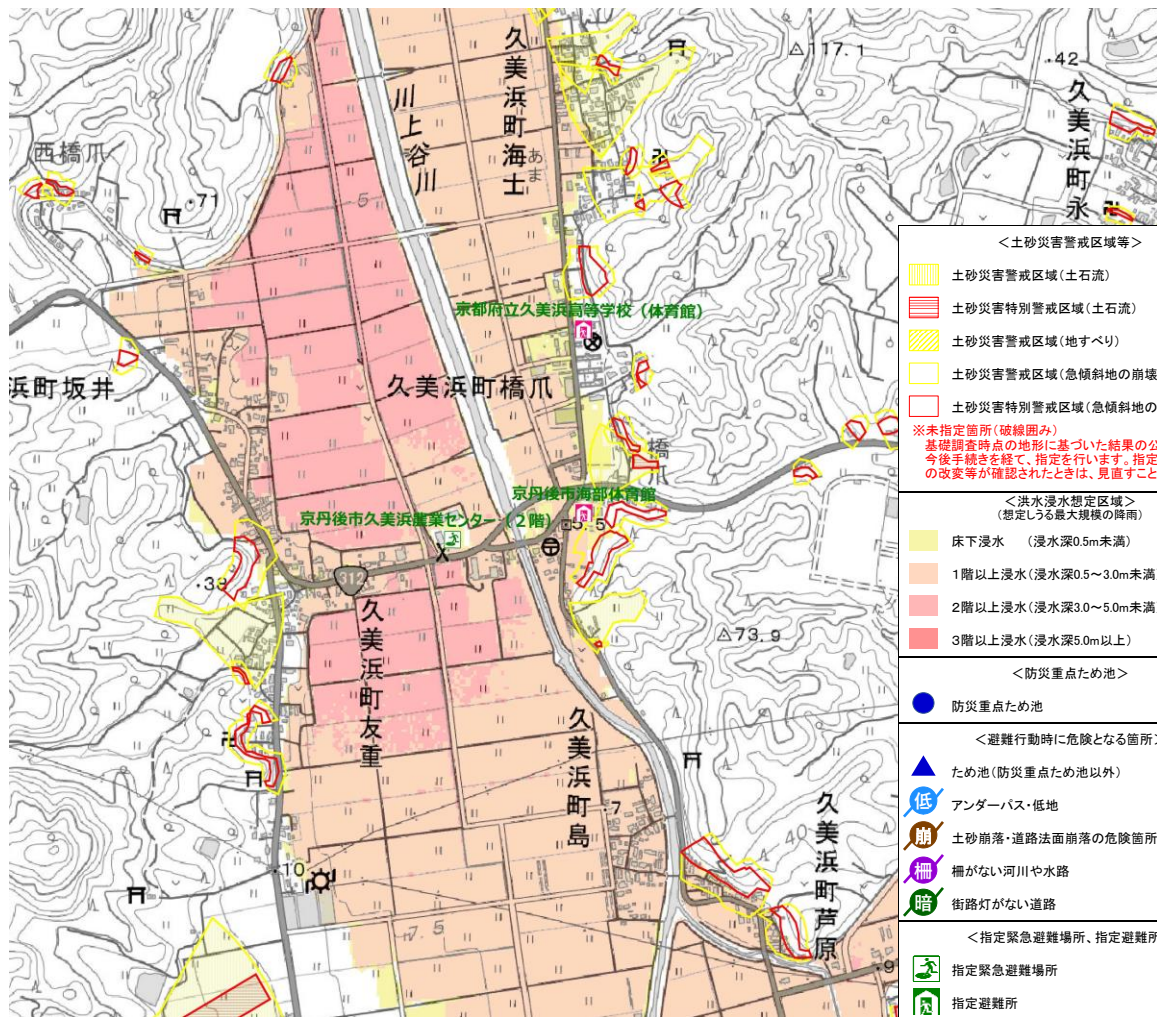 久美浜町海士
あま
川上谷川
117.1
42
久美浜町永
西橋爪
71
5
京都府立久美浜高等学校（体育館）
浜町坂井
久美浜町橋爪
橋爪
50
京丹後市海部体育館
京丹後市久美浜農業センター（２階）
5.5
312
39
久美浜町友重
73.9
久美浜町島
7
40
久美浜町芦原
10
7.5
9
＜土砂災害警戒区域等＞
土砂災害警戒区域（土石流）
土砂災害特別警戒区域（土石流）
土砂災害警戒区域（地すべり）
土砂災害警戒区域（急傾斜地の崩壊
土砂災害特別警戒区域（急傾斜地の
※未指定箇所（破線囲み）
基礎調査時点の地形に基づいた結果の公
今後手続きを経て、指定を行います。指定
の改変等が確認されたときは、見直すこと
＜洪水浸水想定区域＞
（想定しうる最大規模の降雨）
床下浸水　（浸水深0.5m未満）
１階以上浸水（浸水深0.5～3.0m未満
２階以上浸水（浸水深3.0～5.0m未満
３階以上浸水（浸水深5.0m以上）
＜防災重点ため池＞
防災重点ため池
＜避難行動時に危険となる箇所＞
ため池（防災重点ため池以外）
低 アンダーパス・低地
崩 土砂崩落・道路法面崩落の危険箇所
柵 柵がない河川や水路
暗 街路灯がない道路
＜指定緊急避難場所、指定避難所
指定緊急避難場所
指定避難所